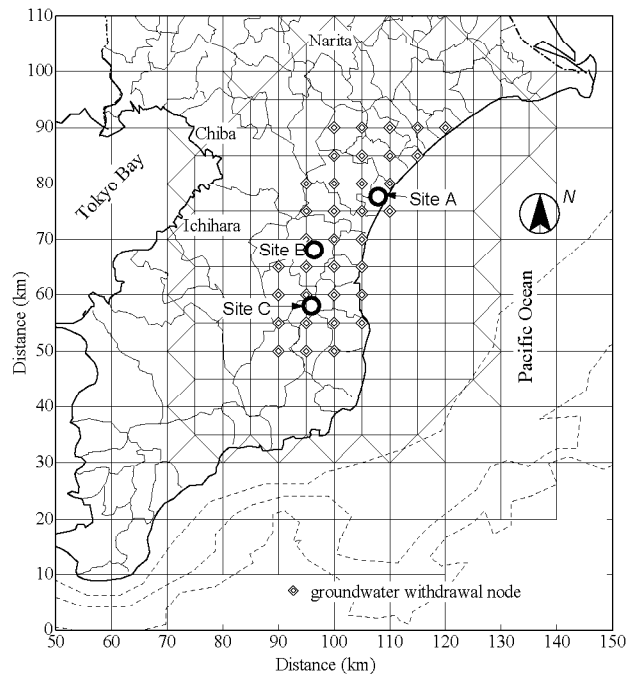 110
100
90
80
70
60
50
40
30
20
10
0
Distance (km)
Narita
Chiba
Tokyo Bay
Ichihara
Site A
N
Site B
Site C
Pacific Ocean
groundwater withdrawal node
50 60 70 80 90 100 110 120 130 140 150
Distance (km)